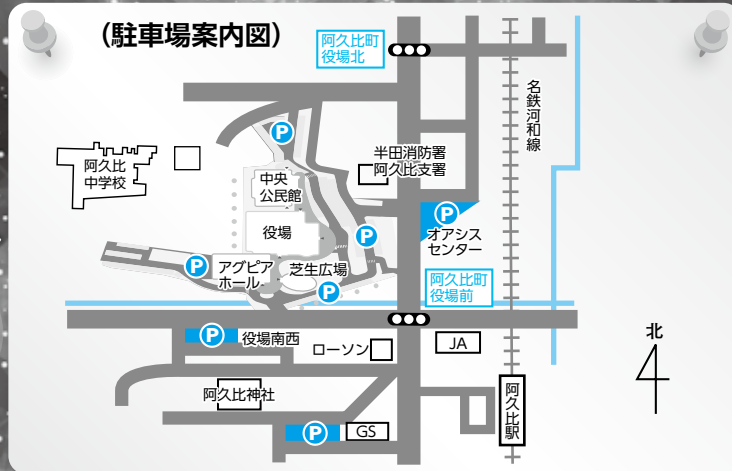 (駐車場案内図)
阿久比町
役場北
名鉄河和線
P
半田消防署
阿久比支署
阿久比
中学校
中央
公民館
P
オアシス
センター
役場
P
P
アグピア
ホール
芝生広場
P
阿久比町
役場前
P
役場南西
ローソン
JA
北
阿久比神社
阿久比駅
P
GS